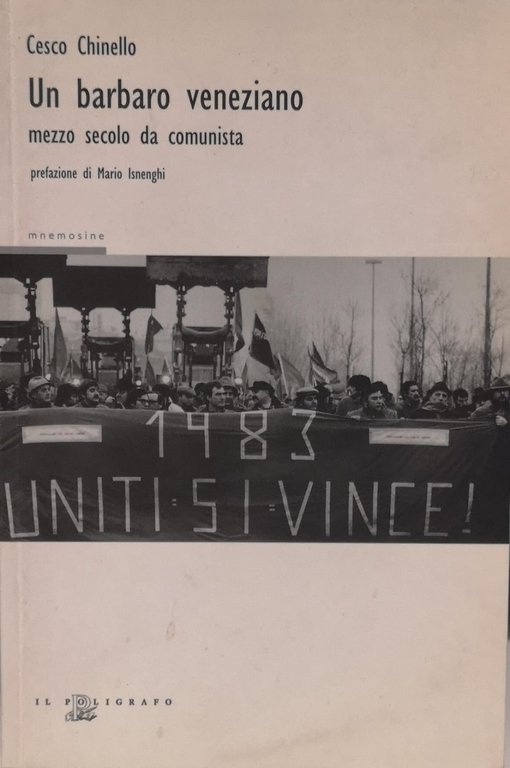 Cesco Chinello
Un barbaro veneziano
mezzo secolo da comunista
prefazione di Mario Isnenghi
mnemosine
1983
UNITI = SI = VINCE!
IL POLIGRAFO